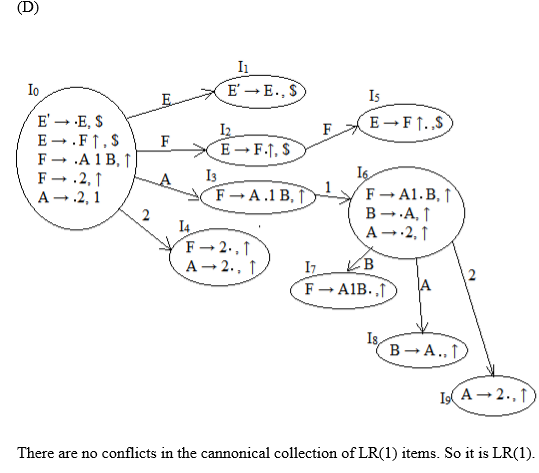 (D)
I0
E' → ·E, $
E → .F ↑, $
F → .A 1 B, ↑
F → .2, ↑
A → .2, 1
E
I1
E' → E., $
F
I2
E → F.↑, $
F
I5
E → F ↑., $
A
I3
F → A .1 B, ↑
1
I6
F → A1. B, ↑
B → ·A, ↑
A → ·2, ↑
2
I4
F → 2·, ↑
A → 2., ↑
B
I7
F → A1B. ,↑
A
I8
B → A., ↑
2
I9
A → 2·, ↑
There are no conflicts in the cannonical collection of LR(1) items. So it is LR(1).